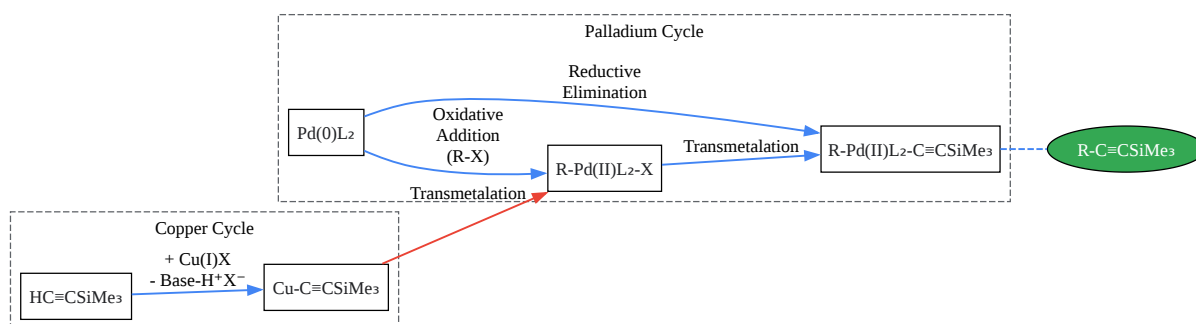 Palladium Cycle
Reductive
Elimination
Pd(0)L₂
Oxidative
Addition
(R-X)
Transmetalation
R-Pd(II)L₂-C≡CSiMe₃
R-C≡CSiMe₃
R-Pd(II)L₂-X
Transmetalation
Copper Cycle
+ Cu(I)X
- Base-H⁺X⁻
HC≡CSiMe₃
Cu-C≡CSiMe₃